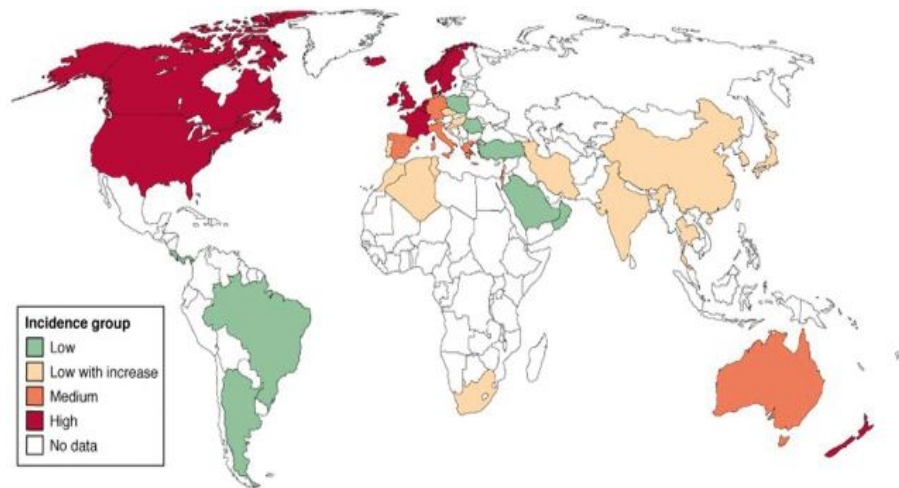 Incidence group
Low
Low with increase
Medium
High
No data